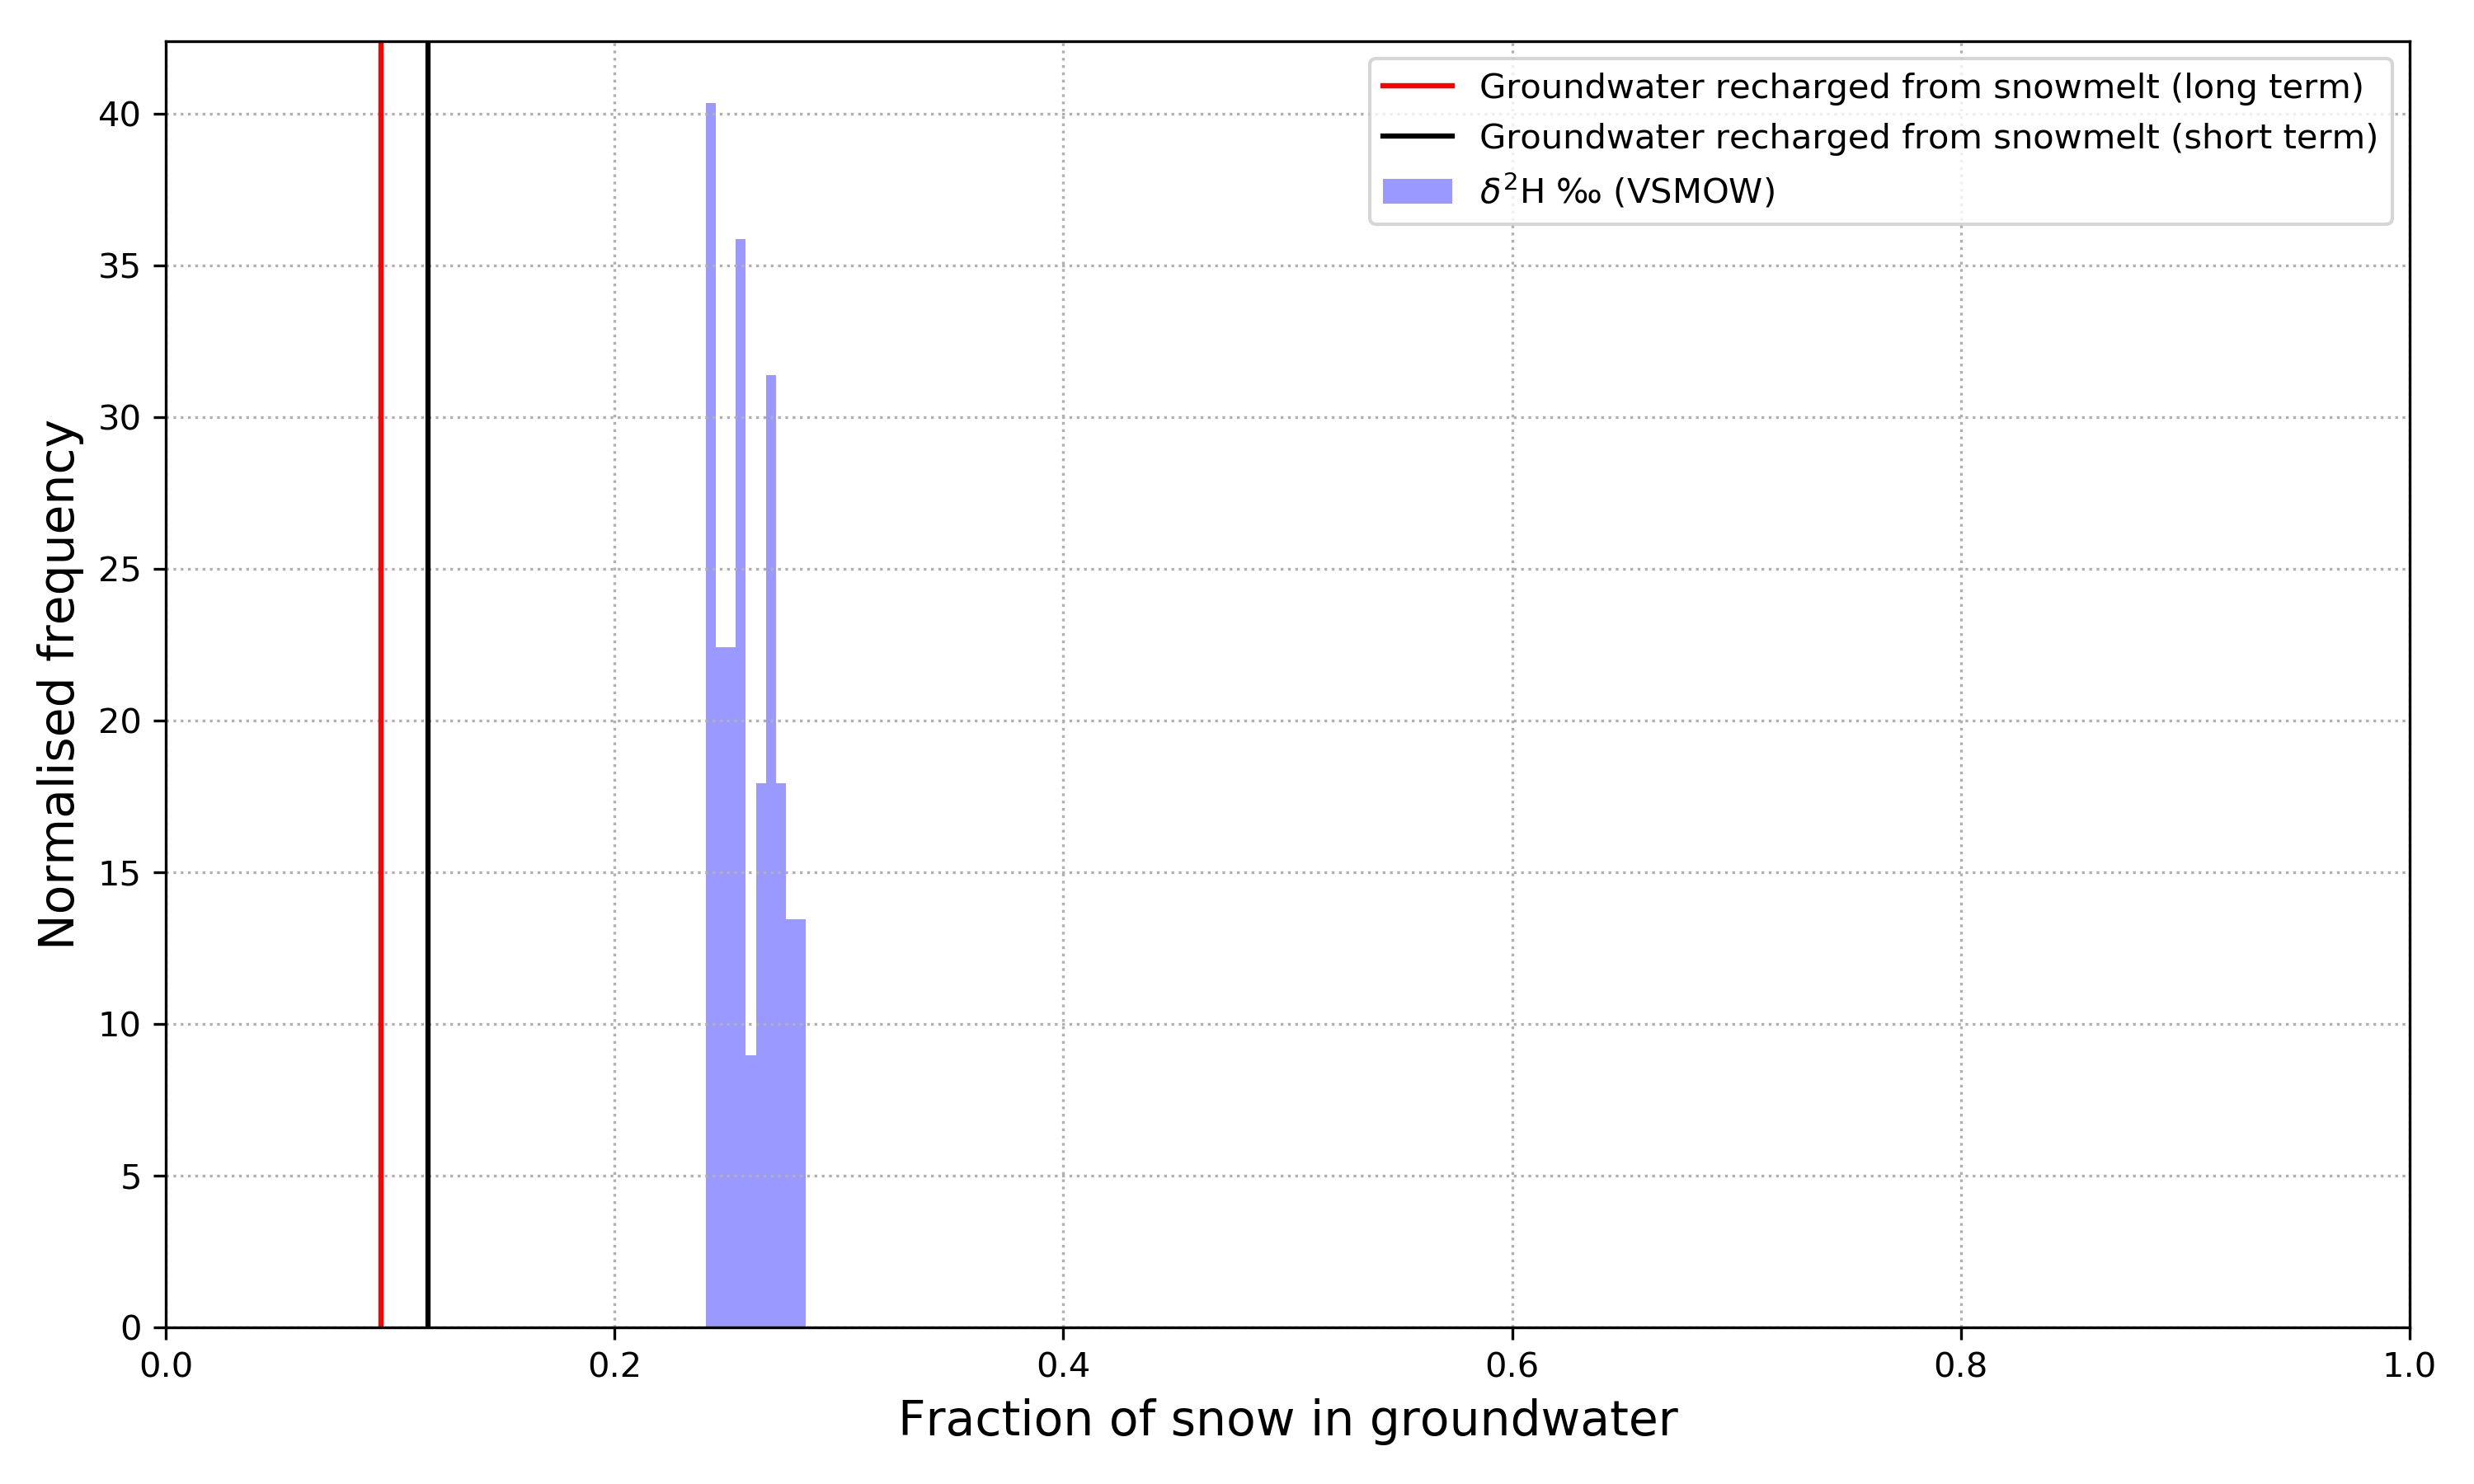 Groundwater recharged from snowmelt (long term)
Groundwater recharged from snowmelt (short term)
δ²H ‰ (VSMOW)
Normalised frequency
40
35
30
25
20
15
10
5
0
0.0 0.2 0.4 0.6 0.8 1.0
Fraction of snow in groundwater